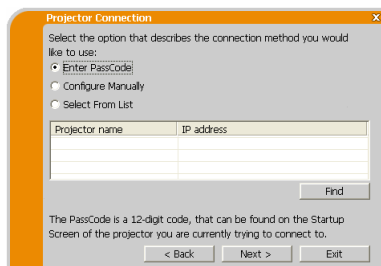 Projector Connection x
Select the option that describes the connection method you would
like to use:
Enter PassCode
Configure Manually
Select From List
Projector name IP address
Find
The PassCode is a 12-digit code, that can be found on the Startup
Screen of the projector you are currently trying to connect to.
< Back Next > Exit